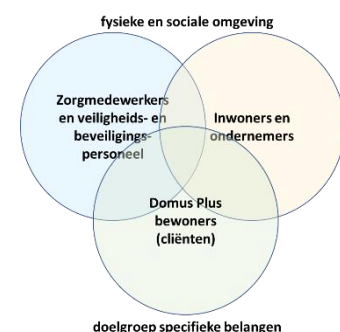 fysieke en sociale omgeving
Zorgmedewerkers
en veiligheids- en
beveiligings-
personeel
Inwoners en
ondernemers
Domus Plus
bewoners
(cliënten)
doelgroep specifieke belangen